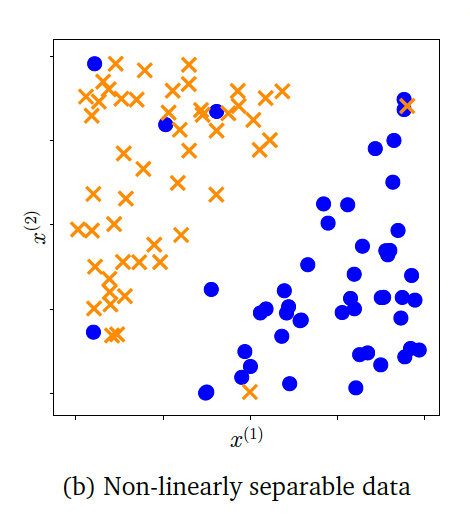 x(2)
x(1)
(b) Non-linearly separable data